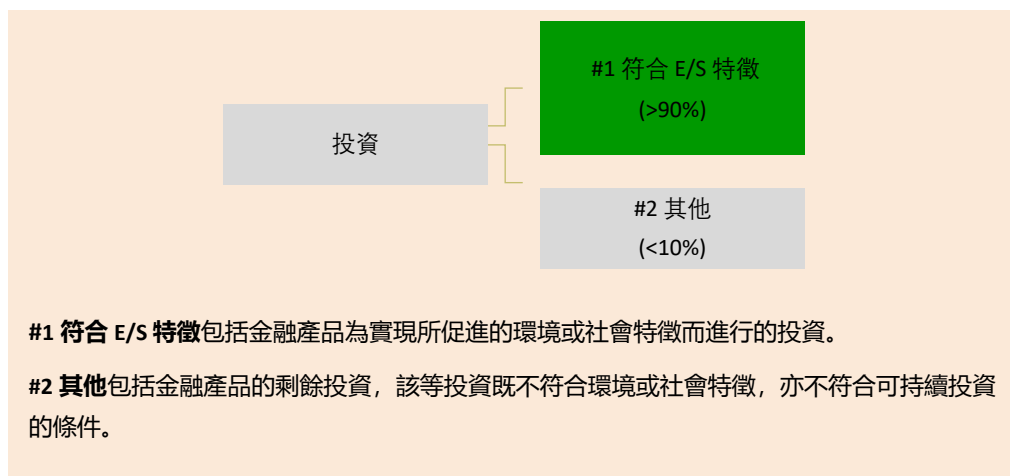 #1 符合 E/S 特徵
(>90%)
投資
#2 其他
(<10%)
#1 符合 E/S 特徵包括金融產品為實現所促進的環境或社會特徵而進行的投資。
#2 其他包括金融產品的剩餘投資，該等投資既不符合環境或社會特徵，亦不符合可持續投資
的條件。